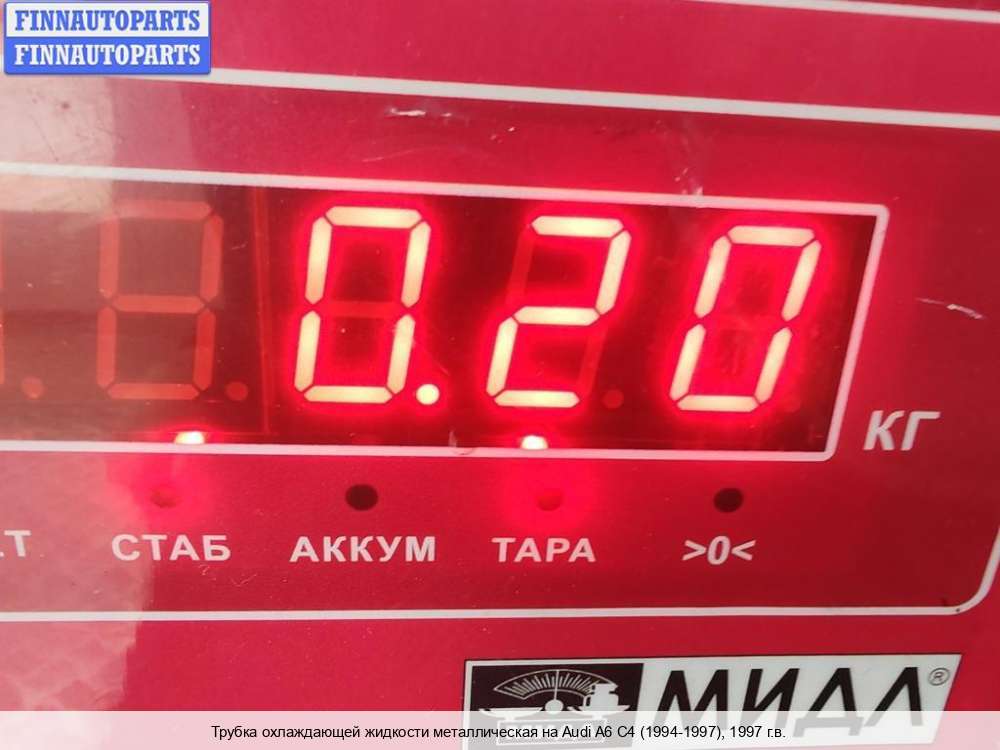 FINNAUTOPARTS
FINNAUTOPARTS
0.20
КГ
СТАБ АККУМ ТАРА >0<
МИДЛ®
Трубка охлаждающей жидкости металлическая на Audi A6 C4 (1994-1997), 1997 г.в.